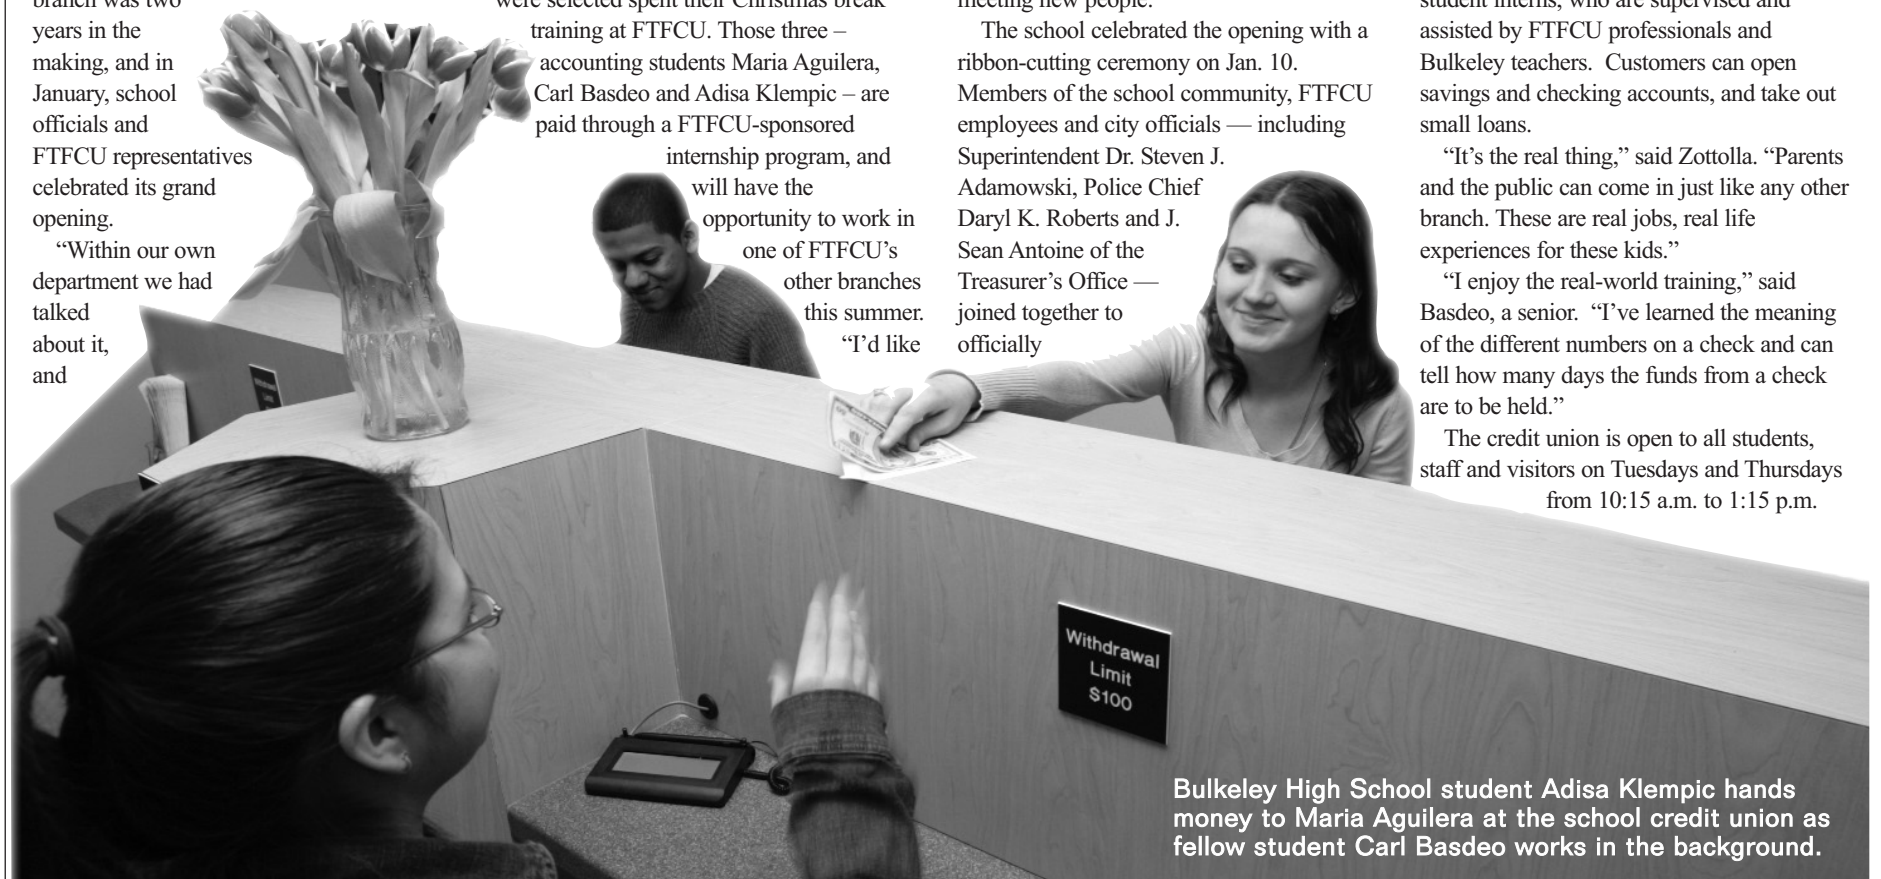 branch was two
years in the
making, and in
January, school
officials and
FTFCU representatives
celebrated its grand
opening.
“Within our own
department we had
talked
about it,
and
were selected spent their Christmas break
training at FTFCU. Those three –
accounting students Maria Aguilera,
Carl Basdeo and Adisa Klempic – are
paid through a FTFCU-sponsored
internship program, and
will have the
opportunity to work in
one of FTFCU’s
other branches
this summer.
“I’d like
meeting new people.
The school celebrated the opening with a
ribbon-cutting ceremony on Jan. 10.
Members of the school community, FTFCU
employees and city officials — including
Superintendent Dr. Steven J.
Adamowski, Police Chief
Daryl K. Roberts and J.
Sean Antoine of the
Treasurer’s Office —
joined together to
officially
student interns, who are supervised and
assisted by FTFCU professionals and
Bulkeley teachers.  Customers can open
savings and checking accounts, and take out
small loans.
“It’s the real thing,” said Zottolla. “Parents
and the public can come in just like any other
branch. These are real jobs, real life
experiences for these kids.”
“I enjoy the real-world training,” said
Basdeo, a senior.  “I’ve learned the meaning
of the different numbers on a check and can
tell how many days the funds from a check
are to be held.”
The credit union is open to all students,
staff and visitors on Tuesdays and Thursdays
from 10:15 a.m. to 1:15 p.m.
Withdrawal
Limit
$100
Bulkeley High School student Adisa Klempic hands
money to Maria Aguilera at the school credit union as
fellow student Carl Basdeo works in the background.